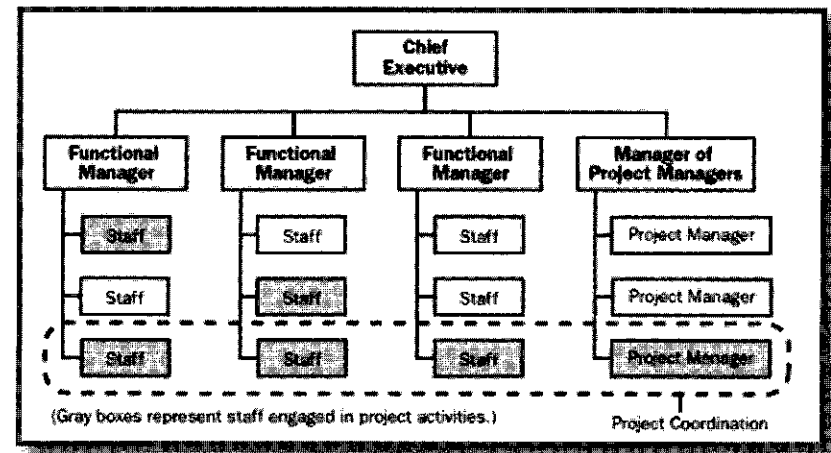 Chief
Executive
Functional
Manager
Functional
Manager
Functional
Manager
Manager of
Project Managers
Staff
Staff
Staff
Project Manager
Staff
Staff
Staff
Project Manager
Staff
Staff
Staff
Project Manager
(Gray boxes represent staff engaged in project activities.)
Project Coordination